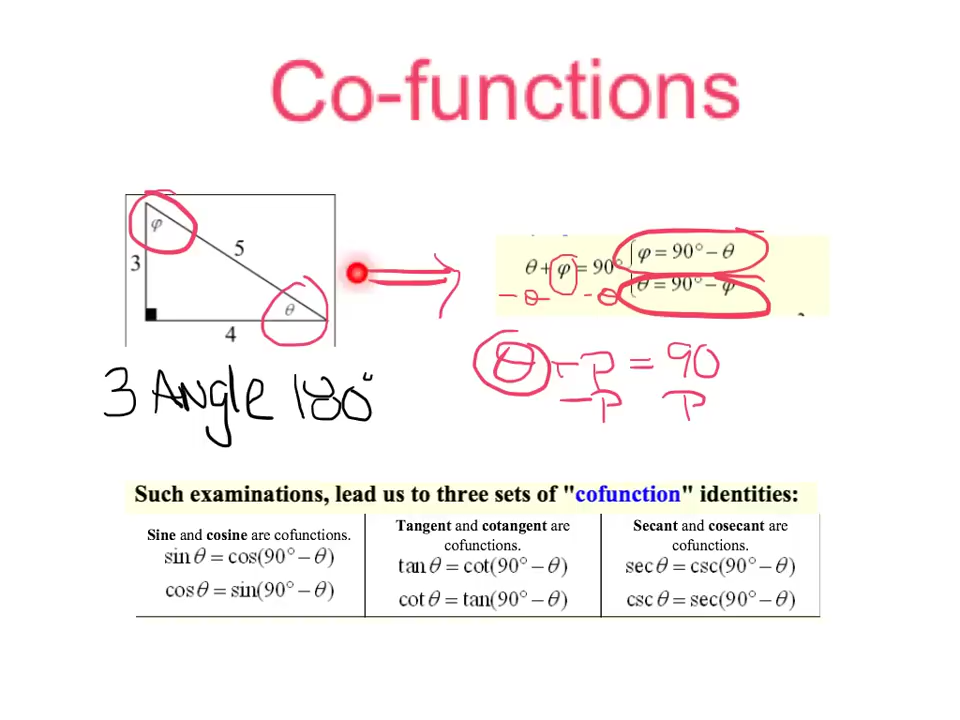 Co-functions
φ
3
5
θ
4
θ + φ = 90° { φ = 90° − θ
θ = 90° − φ
− θ − θ
θ + P = 90
− P P
3 Angle 180°
Such examinations, lead us to three sets of "cofunction" identities:
Sine and cosine are cofunctions.
sin θ = cos(90° − θ)
cos θ = sin(90° − θ)
Tangent and cotangent are
cofunctions.
tan θ = cot(90° − θ)
cot θ = tan(90° − θ)
Secant and cosecant are
cofunctions.
sec θ = csc(90° − θ)
csc θ = sec(90° − θ)